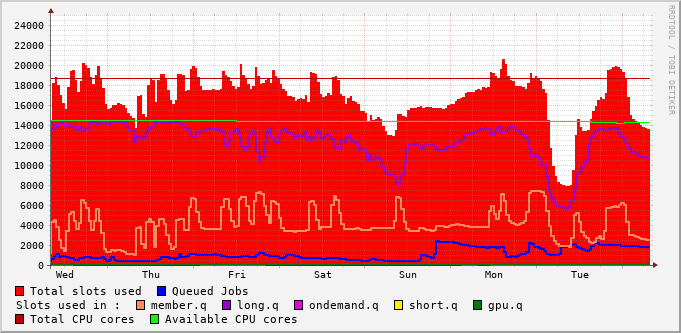 24000
22000
20000
18000
16000
14000
12000
10000
8000
6000
4000
2000
0
Wed Thu Fri Sat Sun Mon Tue
RRDTOOL / TOBI OETIKER
Total slots used Queued Jobs
Slots used in : member.q long.q ondemand.q short.q gpu.q
Total CPU cores Available CPU cores